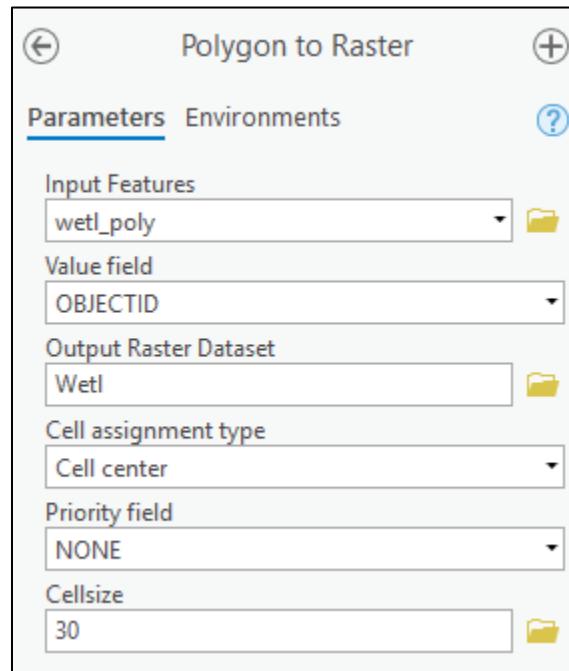 Polygon to Raster
Parameters Environments
?
Input Features
wetl_poly
Value field
OBJECTID
Output Raster Dataset
Wetl
Cell assignment type
Cell center
Priority field
NONE
Cellsize
30